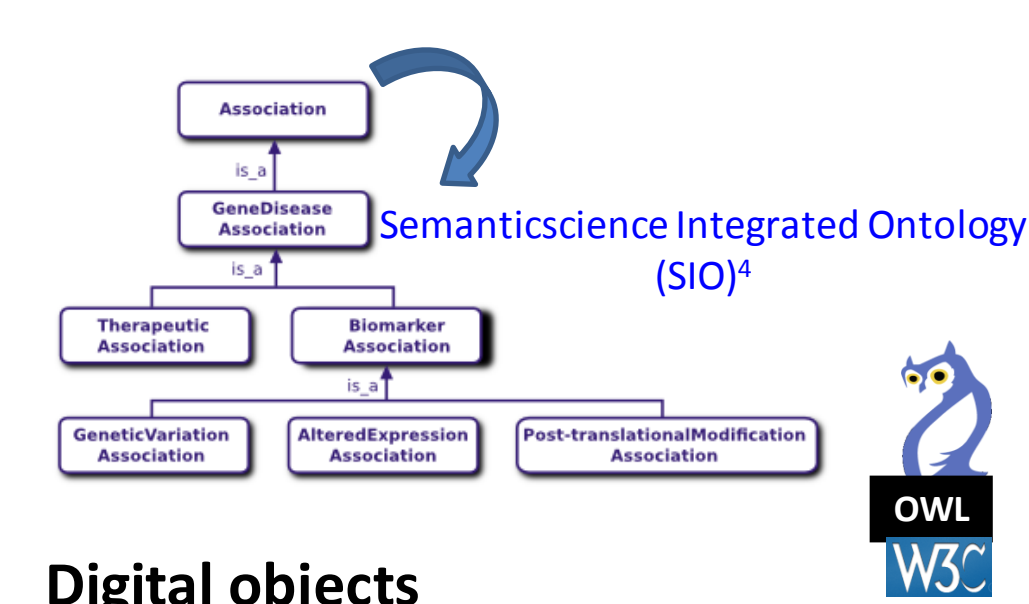 Association
is_a
GeneDisease
Association
Semanticscience Integrated Ontology
(SIO)⁴
is_a
Therapeutic
Association
Biomarker
Association
is_a
GeneticVariation
Association
AlteredExpression
Association
Post-translationalModification
Association
OWL
W3C
Digital objects